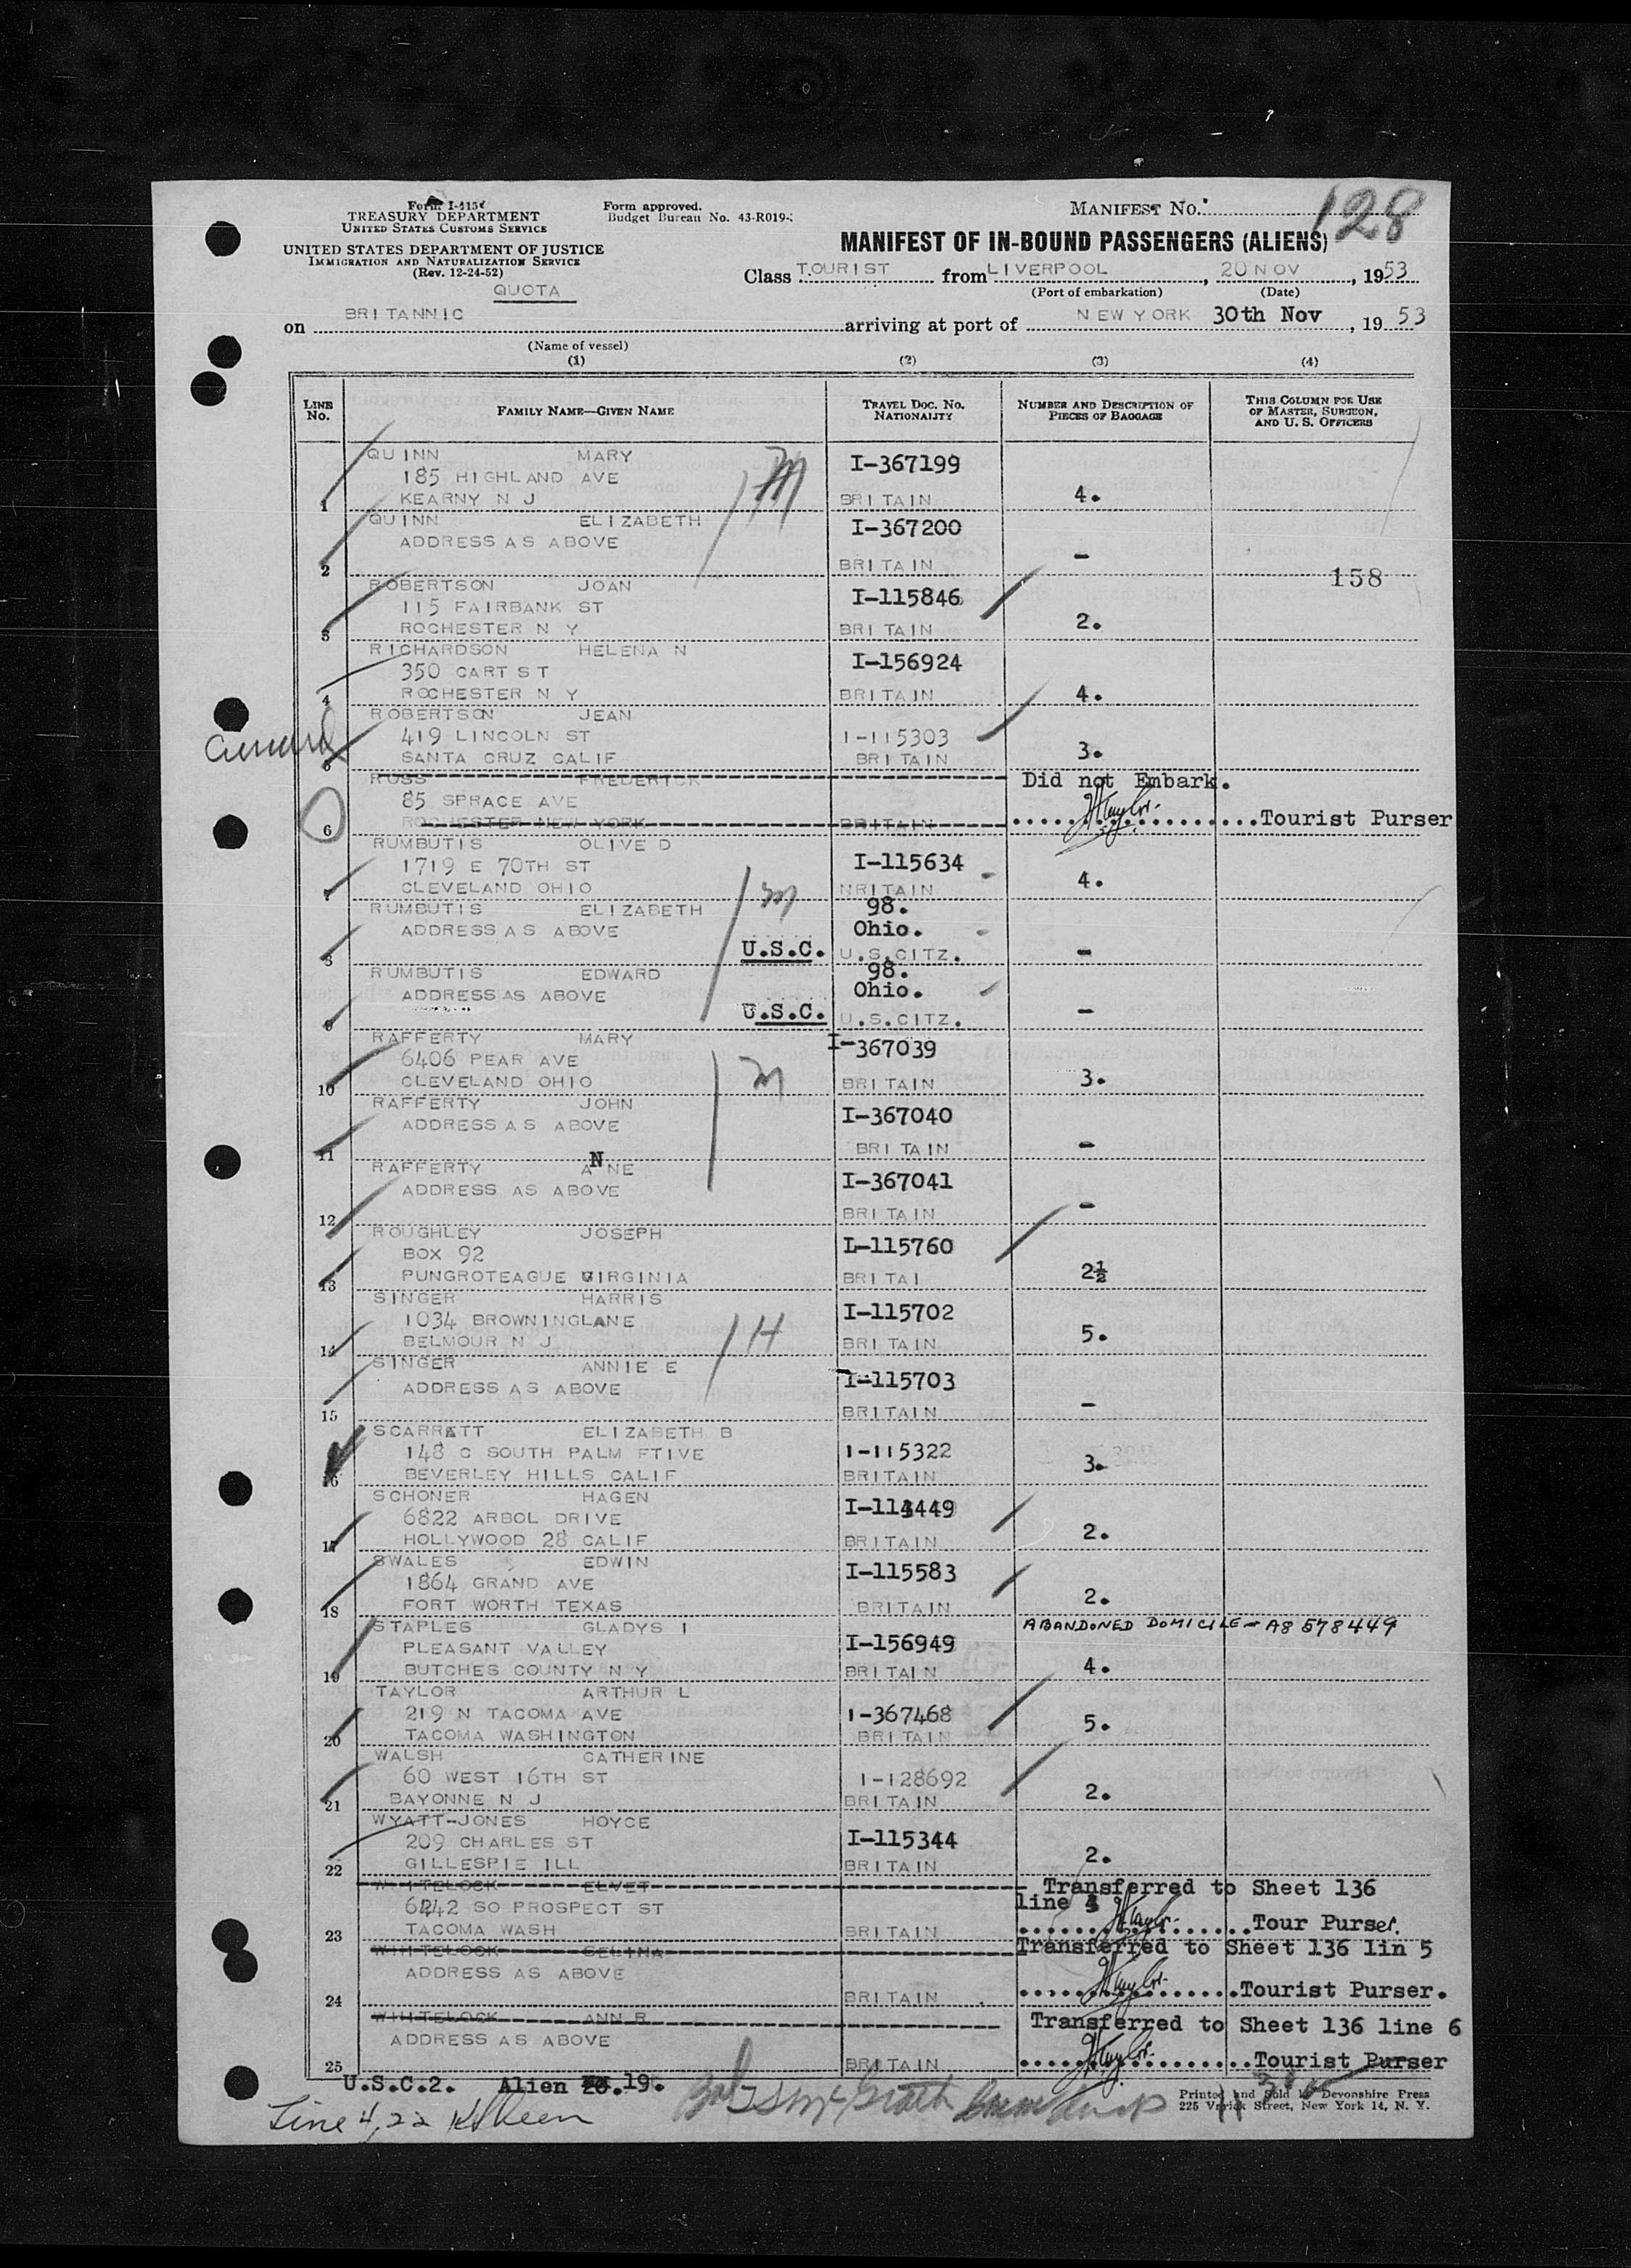 Form I-415
TREASURY DEPARTMENT
UNITED STATES CUSTOMS SERVICE
UNITED STATES DEPARTMENT OF JUSTICE
IMMIGRATION AND NATURALIZATION SERVICE
(Rev. 12-24-52)
QUOTA
Form approved.
Budget Bureau No. 43-R019-
MANIFEST NO. 128
MANIFEST OF IN-BOUND PASSENGERS (ALIENS)
Class TOURIST from LIVERPOOL, 20 NOV, 1953
(Port of embarkation) (Date)
on BRITANNIC arriving at port of NEW YORK 30th Nov, 1953
(Name of vessel)
(1) (2) (3) (4)
LINE No. FAMILY NAME—GIVEN NAME TRAVEL DOC. NO. NATIONALITY NUMBER AND DESCRIPTION OF PIECES OF BAGGAGE THIS COLUMN FOR USE OF MASTER, SURGEON, AND U. S. OFFICERS
QUINN MARY I-367199
185 HIGHLAND AVE
1 KEARNY N J BRITAIN 4.
QUINN ELIZABETH I-367200
ADDRESS AS ABOVE
2 BRITAIN -
158
ROBERTSON JOAN I-115846
115 FAIRBANK ST
3 ROCHESTER N Y BRITAIN 2.
RICHARDSON HELENA N I-156924
350 CART ST
4 ROCHESTER N Y BRITAIN 4.
ROBERTSON JEAN
419 LINCOLN ST I-115303
5 SANTA CRUZ CALIF BRITAIN 3.
ROSS FREDERICK Did not Embark.
85 SPRACE AVE
6 ROCHESTER NEW YORK BRITAIN Tourist Purser
RUMBUTIS OLIVE D I-115634
1719 E 70TH ST
7 CLEVELAND OHIO NRITAIN 4.
RUMBUTIS ELIZABETH 98.
ADDRESS AS ABOVE Ohio.
8 U.S.C. U.S.CITZ. -
RUMBUTIS EDWARD 98.
ADDRESS AS ABOVE Ohio.
9 U.S.C. U.S.CITZ. -
RAFFERTY MARY I-367039
6406 PEAR AVE
10 CLEVELAND OHIO BRITAIN 3.
RAFFERTY JOHN I-367040
ADDRESS AS ABOVE
11 BRITAIN -
RAFFERTY ANNE I-367041
ADDRESS AS ABOVE
12 BRITAIN -
ROUGHLEY JOSEPH I-115760
BOX 92
13 PUNGROTEAGUE VIRGINIA BRITAI 2½
SINGER HARRIS I-115702
1034 BROWNINGLANE
14 BELMOUR N J BRITAIN 5.
H
SINGER ANNIE E I-115703
ADDRESS AS ABOVE
15 BRITAIN -
SCARRATT ELIZABETH B
148 C SOUTH PALM FTIVE I-115322
16 BEVERLEY HILLS CALIF BRITAIN 3.
SCHONER HAGEN
6822 ARBOL DRIVE
17 HOLLYWOOD 28 CALIF BRITAIN 2.
SWALES EDWIN I-115583
1864 GRAND AVE
18 FORT WORTH TEXAS BRITAIN 2.
STAPLES GLADYS I ABANDONED DOMICILE - A8 578449
PLEASANT VALLEY I-156949
19 BUTCHES COUNTY N Y BRITAIN 4.
TAYLOR ARTHUR L
219 N TACOMA AVE I-367468
20 TACOMA WASHINGTON BRITAIN 5.
WALSH CATHERINE
60 WEST 16TH ST I-128692
21 BAYONNE N J BRITAIN 2.
WYATT-JONES HOYCE
209 CHARLES ST I-115344
22 GILLESPIE ILL BRITAIN 2.
WHITELOCK ELVET Transferred to Sheet 136
SO PROSPECT ST line
23 TACOMA WASH BRITAIN Tour Purser.
WHITELOCK SELINA Transferred to Sheet 136 lin 5
ADDRESS AS ABOVE
24 BRITAIN Tourist Purser.
WHITELOCK ANN R Transferred to Sheet 136 line 6
ADDRESS AS ABOVE
25 BRITAIN Tourist Purser
U.S.C.2. Alien 19.
Line 4, 22
Printed and Sold by Devonshire Press
225 Varick Street, New York 14, N. Y.